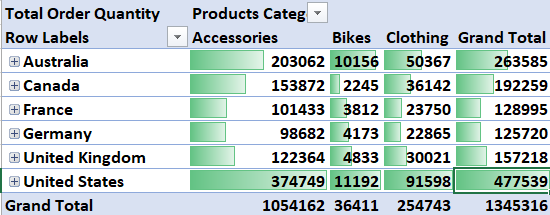 Total Order Quantity Products Categ
Row Labels Accessories Bikes Clothing Grand Total
Australia 203062 10156 50367 263585
Canada 153872 2245 36142 192259
France 101433 3812 23750 128995
Germany 98682 4173 22865 125720
United Kingdom 122364 4833 30021 157218
United States 374749 11192 91598 477539
Grand Total 1054162 36411 254743 1345316